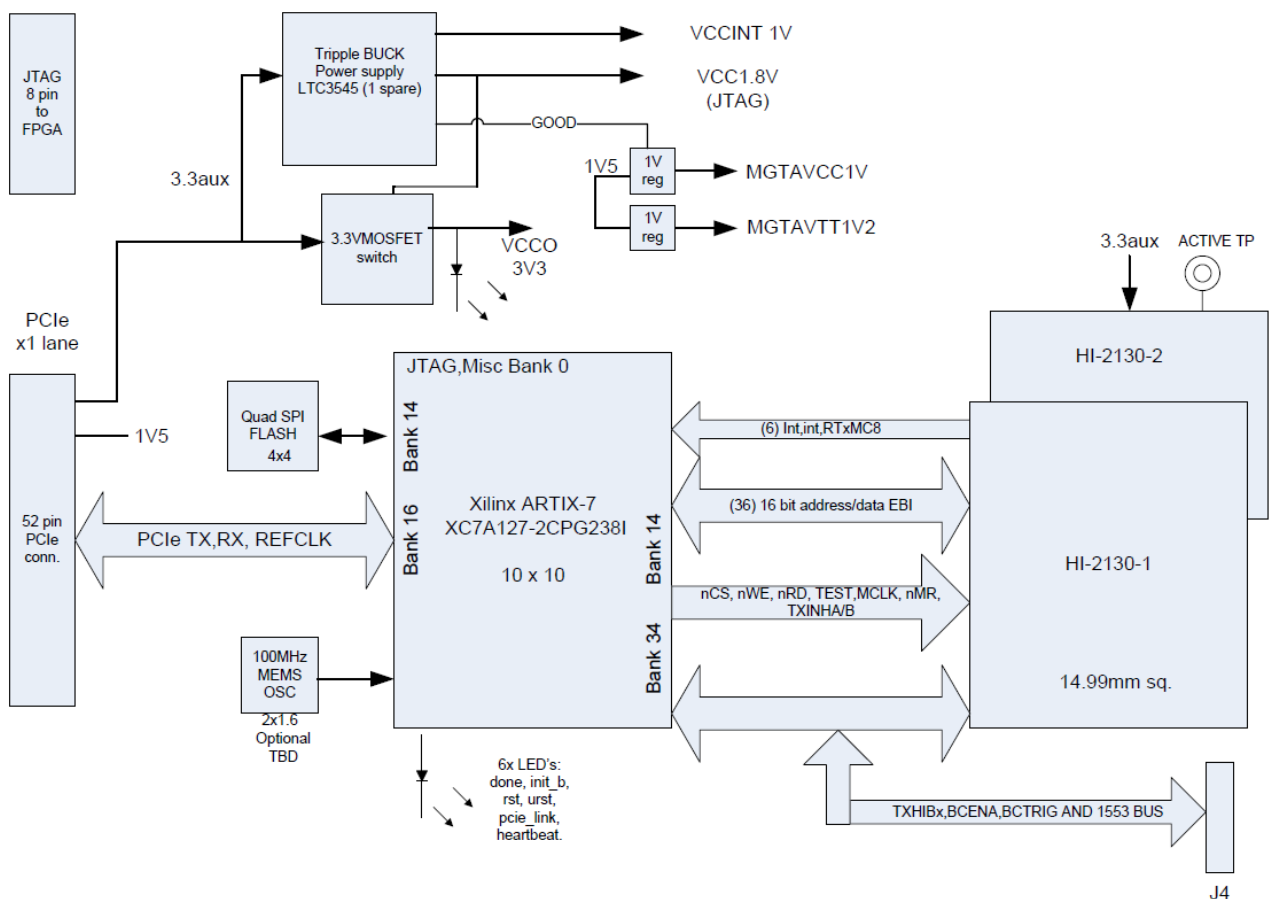 JTAG
8 pin
to
FPGA
Tripple BUCK
Power supply
LTC3545 (1 spare)
VCCINT 1V
VCC1.8V
(JTAG)
GOOD
1V5
1V
reg
MGTAVCC1V
1V
reg
MGTAVTT1V2
3.3aux
3.3VMOSFET
switch
VCCO
3V3
3.3aux
ACTIVE TP
PCIe
x1 lane
1V5
52 pin
PCIe
conn.
Quad SPI
FLASH
4x4
PCIe TX,RX, REFCLK
100MHz
MEMS
OSC
2x1.6
Optional
TBD
JTAG,Misc Bank 0
Bank 14
Bank 16
Xilinx ARTIX-7
XC7A127-2CPG238I
10 x 10
Bank 14
Bank 34
6x LED's:
done, init_b,
rst, urst,
pcie_link,
heartbeat.
HI-2130-2
(6) Int,int,RTxMC8
(36) 16 bit address/data EBI
nCS, nWE, nRD, TEST,MCLK, nMR,
TXINHA/B
HI-2130-1
14.99mm sq.
TXHIBx,BCENA,BCTRIG AND 1553 BUS
J4